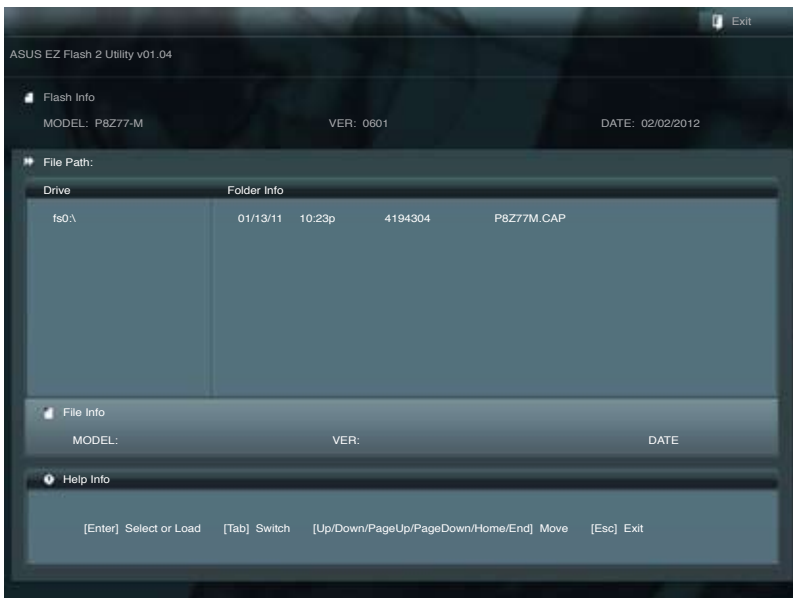 Exit
ASUS EZ Flash 2 Utility v01.04
Flash Info
MODEL: P8Z77-M VER: 0601 DATE: 02/02/2012
File Path:
Drive Folder Info
fs0:\ 01/13/11 10:23p 4194304 P8Z77M.CAP
File Info
MODEL: VER: DATE
Help Info
[Enter] Select or Load [Tab] Switch [Up/Down/PageUp/PageDown/Home/End] Move [Esc] Exit